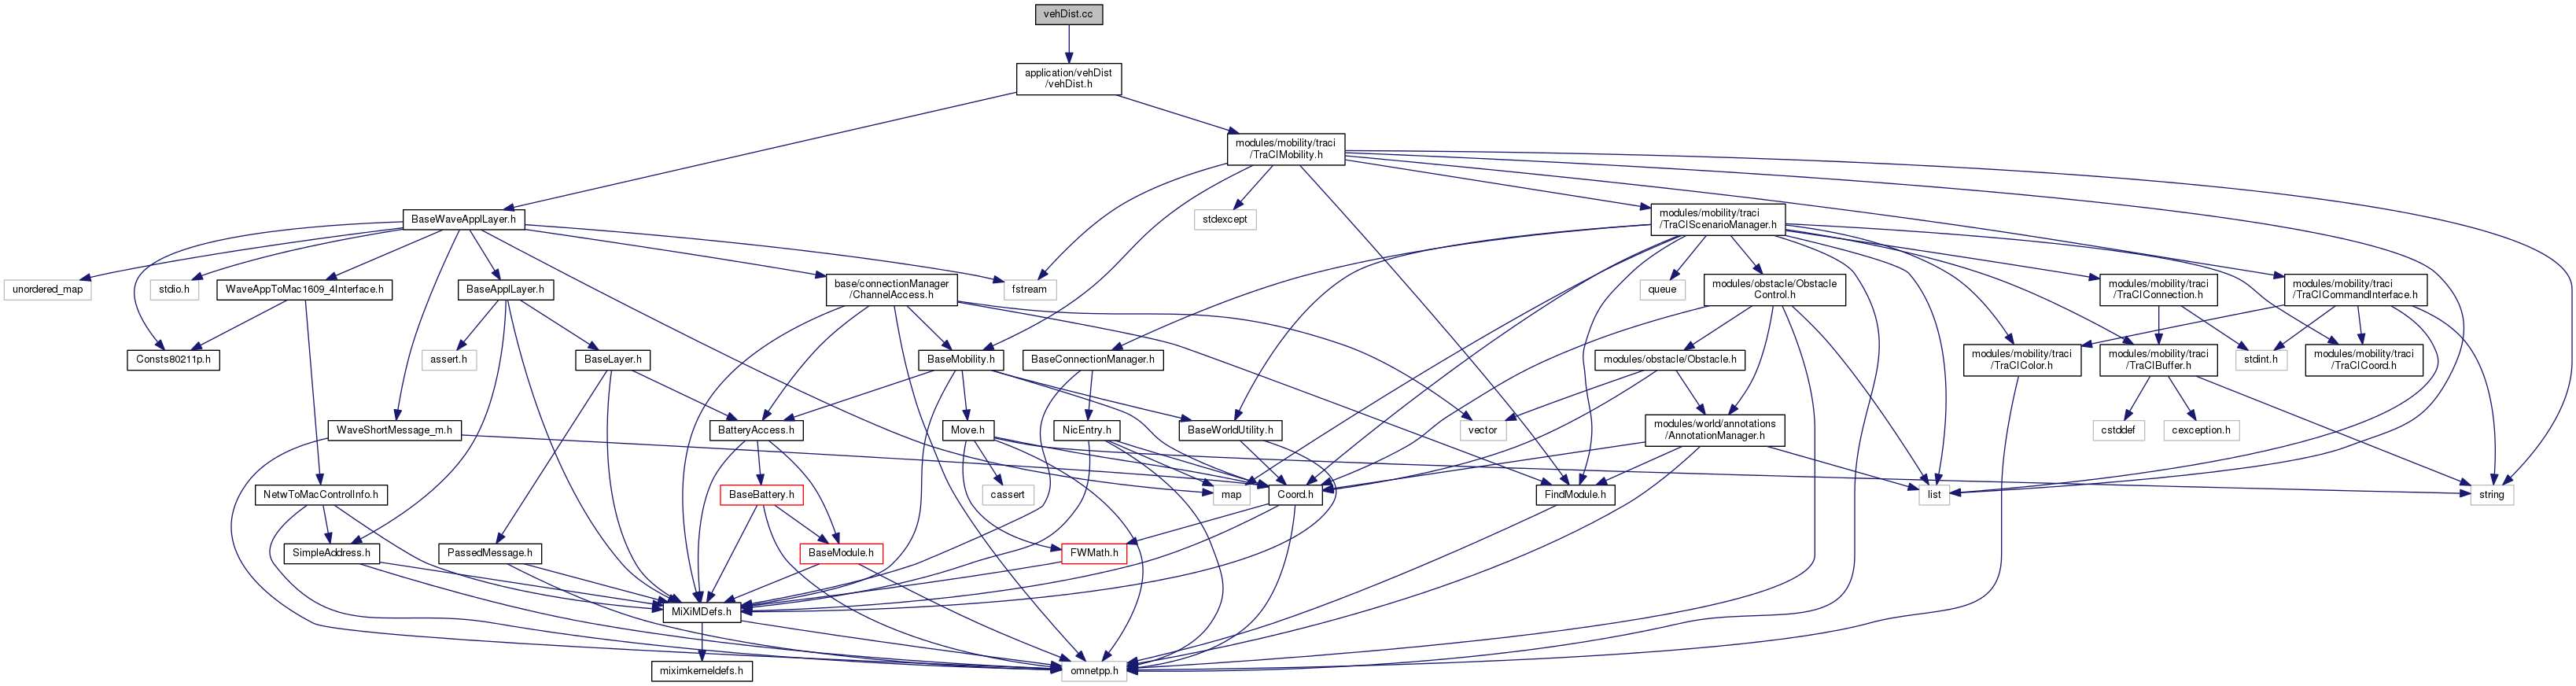 vehDist.cc
application/vehDist
/vehDist.h
modules/mobility/traci
/TraCIMobility.h
BaseWaveApplLayer.h
stdexcept
modules/mobility/traci
/TraCIScenarioManager.h
unordered_map
stdio.h
WaveAppToMac1609_4Interface.h
BaseApplLayer.h
base/connectionManager
/ChannelAccess.h
fstream
queue
modules/obstacle/Obstacle
Control.h
modules/mobility/traci
/TraCIConnection.h
modules/mobility/traci
/TraCICommandInterface.h
Consts80211p.h
assert.h
BaseLayer.h
BaseMobility.h
BaseConnectionManager.h
modules/obstacle/Obstacle.h
modules/mobility/traci
/TraCIColor.h
modules/mobility/traci
/TraCIBuffer.h
stdint.h
modules/mobility/traci
/TraCICoord.h
WaveShortMessage_m.h
BatteryAccess.h
Move.h
NicEntry.h
BaseWorldUtility.h
vector
modules/world/annotations
/AnnotationManager.h
cstddef
cexception.h
NetwToMacControlInfo.h
BaseBattery.h
cassert
map
Coord.h
FindModule.h
list
string
SimpleAddress.h
PassedMessage.h
BaseModule.h
FWMath.h
MiXiMDefs.h
miximkerneldefs.h
omnetpp.h